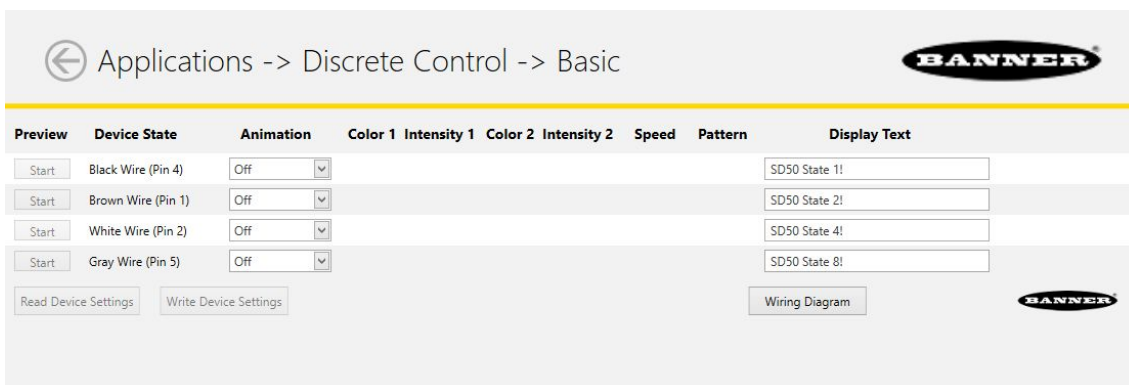 Applications -> Discrete Control -> Basic
BANNER
Preview Device State Animation Color 1 Intensity 1 Color 2 Intensity 2 Speed Pattern Display Text
Start Black Wire (Pin 4) Off SD50 State 1!
Start Brown Wire (Pin 1) Off SD50 State 2!
Start White Wire (Pin 2) Off SD50 State 4!
Start Gray Wire (Pin 5) Off SD50 State 8!
Read Device Settings Write Device Settings Wiring Diagram BANNER